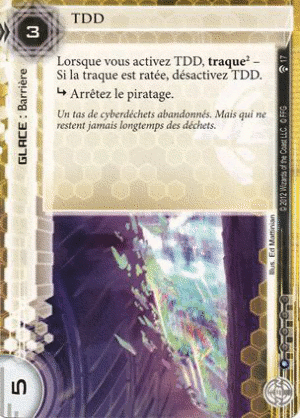 3
TDD
Lorsque vous activez TDD, traque² –
Si la traque est ratée, désactivez TDD.
↳ Arrêtez le piratage.
Un tas de cyberdéchets abandonnés. Mais qui ne
restent jamais longtemps des déchets.
GLACE : Barrière
17
© 2012 Wizards of the Coast LLC. © FFG
Illus. Ed Mattinian
5